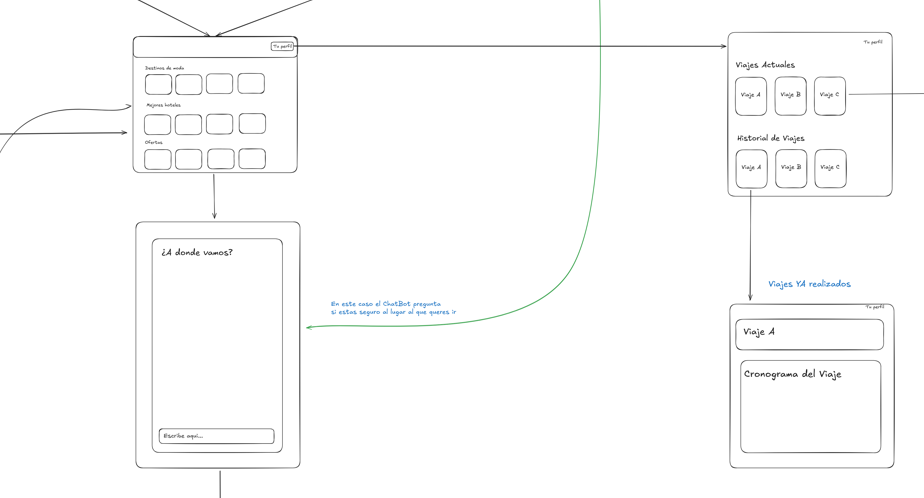 Tu perfil
Destinos de moda
Mejores hoteles
Ofertas
Tu perfil
Viajes Actuales
Viaje A
Viaje B
Viaje C
Historial de Viajes
Viaje A
Viaje B
Viaje C
¿A donde vamos?
Escribe aqui...
En este caso el ChatBot pregunta
si estas seguro al lugar al que queres ir
Viajes YA realizados
Tu perfil
Viaje A
Cronograma del Viaje